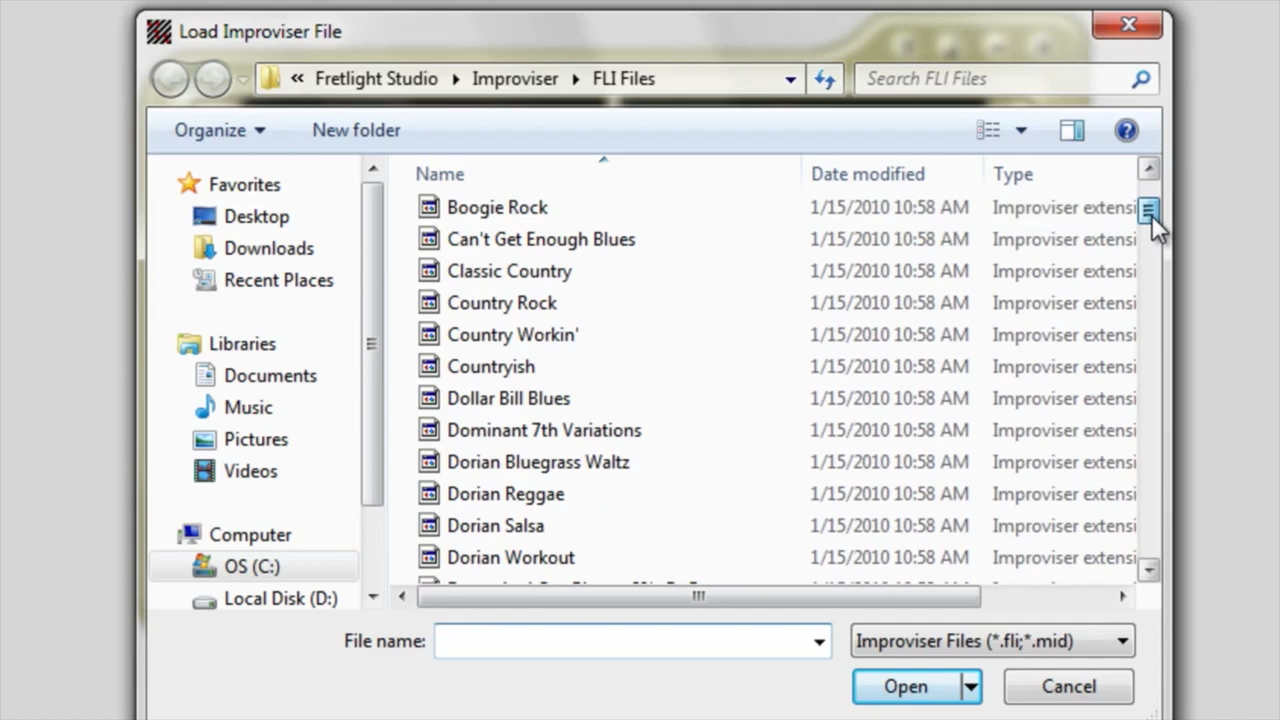 Load Improviser File
« Fretlight Studio Improviser FLI Files
Search FLI Files
Organize New folder
Favorites
Desktop
Downloads
Recent Places
Libraries
Documents
Music
Pictures
Videos
Computer
OS (C:)
Local Disk (D:)
Name Date modified Type
Boogie Rock 1/15/2010 10:58 AM Improviser extensi
Can't Get Enough Blues 1/15/2010 10:58 AM Improviser extensi
Classic Country 1/15/2010 10:58 AM Improviser extensi
Country Rock 1/15/2010 10:58 AM Improviser extensi
Country Workin' 1/15/2010 10:58 AM Improviser extensi
Countryish 1/15/2010 10:58 AM Improviser extensi
Dollar Bill Blues 1/15/2010 10:58 AM Improviser extensi
Dominant 7th Variations 1/15/2010 10:58 AM Improviser extensi
Dorian Bluegrass Waltz 1/15/2010 10:58 AM Improviser extensi
Dorian Reggae 1/15/2010 10:58 AM Improviser extensi
Dorian Salsa 1/15/2010 10:58 AM Improviser extensi
Dorian Workout 1/15/2010 10:58 AM Improviser extensi
File name:
Improviser Files (*.fli;*.mid)
Open Cancel